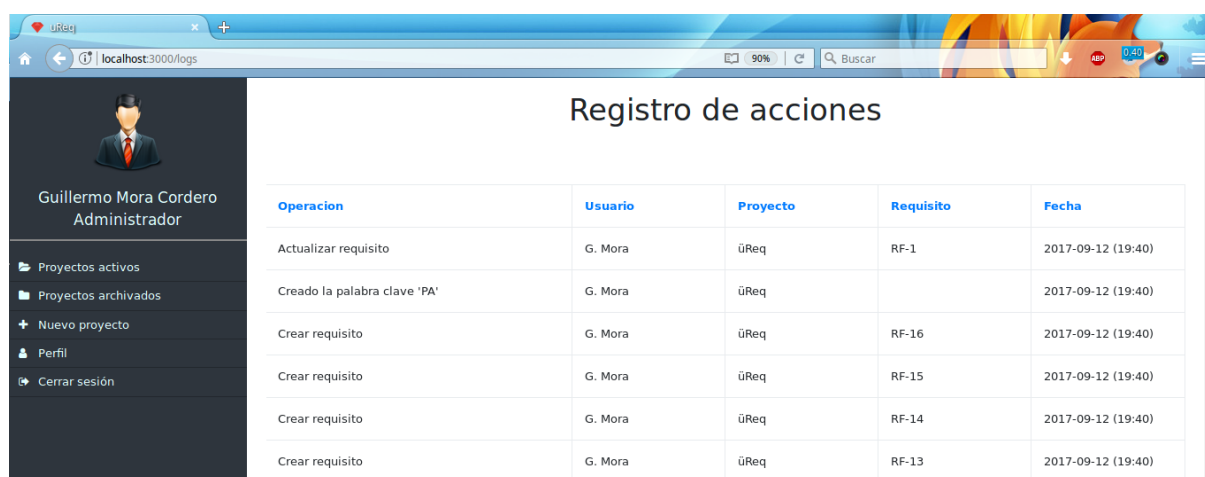 uReq
localhost:3000/logs
90%
Buscar
ABP
0,40
Guillermo Mora Cordero
Administrador
Proyectos activos
Proyectos archivados
Nuevo proyecto
Perfil
Cerrar sesión
Registro de acciones
Operacion Usuario Proyecto Requisito Fecha
Actualizar requisito G. Mora üReq RF-1 2017-09-12 (19:40)
Creado la palabra clave 'PA' G. Mora üReq 2017-09-12 (19:40)
Crear requisito G. Mora üReq RF-16 2017-09-12 (19:40)
Crear requisito G. Mora üReq RF-15 2017-09-12 (19:40)
Crear requisito G. Mora üReq RF-14 2017-09-12 (19:40)
Crear requisito G. Mora üReq RF-13 2017-09-12 (19:40)